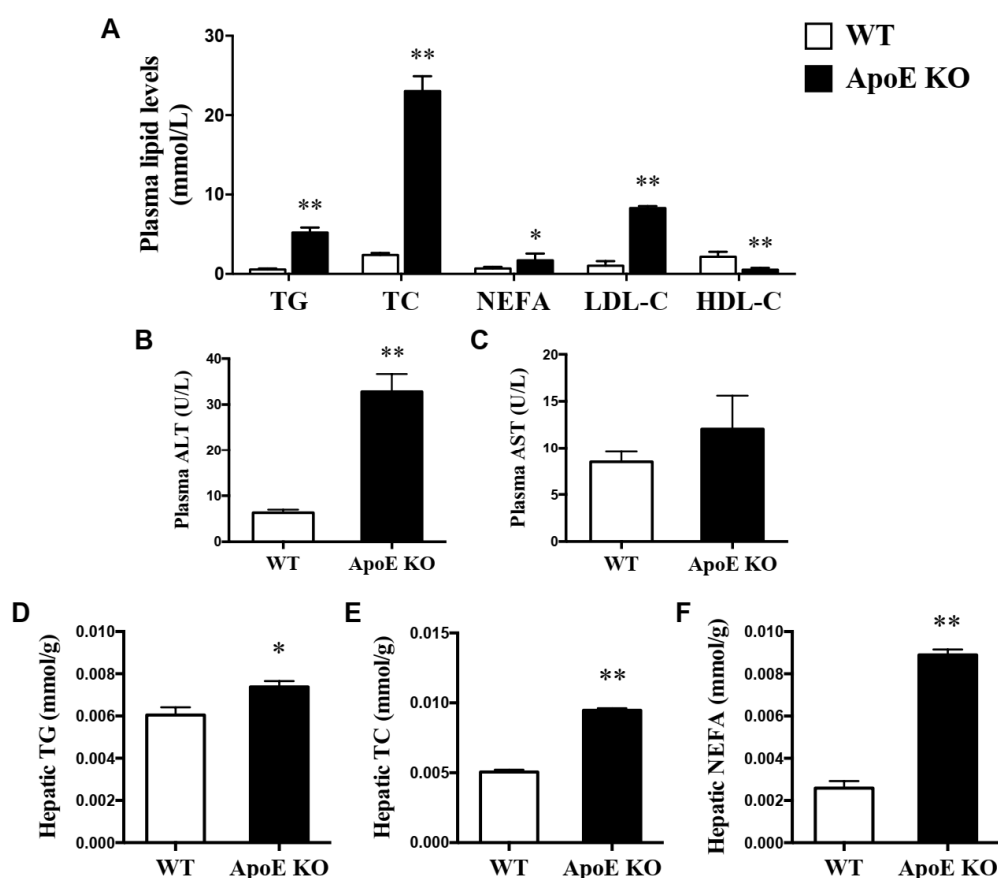 A
Plasma lipid levels
(mmol/L)
30
20
10
0
**
**
*
**
**
TG TC NEFA LDL-C HDL-C
WT
ApoE KO
B
Plasma ALT (U/L)
40
30
20
10
0
**
WT ApoE KO
C
Plasma AST (U/L)
20
15
10
5
0
WT ApoE KO
D
Hepatic TG (mmol/g)
0.010
0.008
0.006
0.004
0.002
0.000
*
WT ApoE KO
E
Hepatic TC (mmol/g)
0.015
0.010
0.005
0.000
**
WT ApoE KO
F
Hepatic NEFA (mmol/g)
0.010
0.008
0.006
0.004
0.002
0.000
**
WT ApoE KO